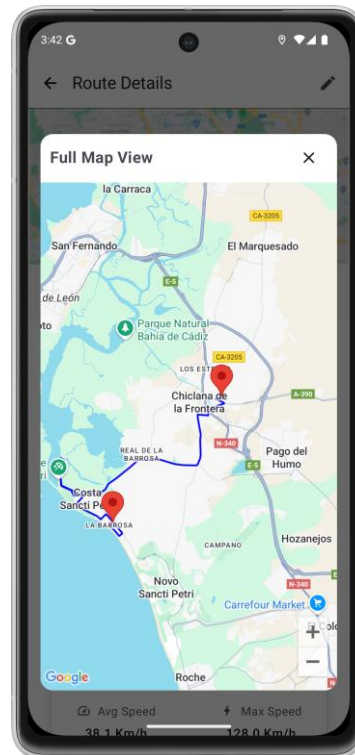 3:42 G
Route Details
Full Map View
la Carraca
CA-3205
San Fernando
El Marquesado
E-5
de León
Parque Natural
Bahia de Cádiz
CA-3205
LOS ESTE
Chiclana de
la Frontera
A-390
N-340
REAL DE LA
BARROSA
Pago del
Humo
E-5
Costa
Sancti Pe
LA BARROSA
CAMPANO
Hozanejos
Novo
Sancti Petri
N-340
Carrefour Market
+
−
Google
Roche
Avg Speed
Max Speed
38.1 Km/h
128.0 Km/h